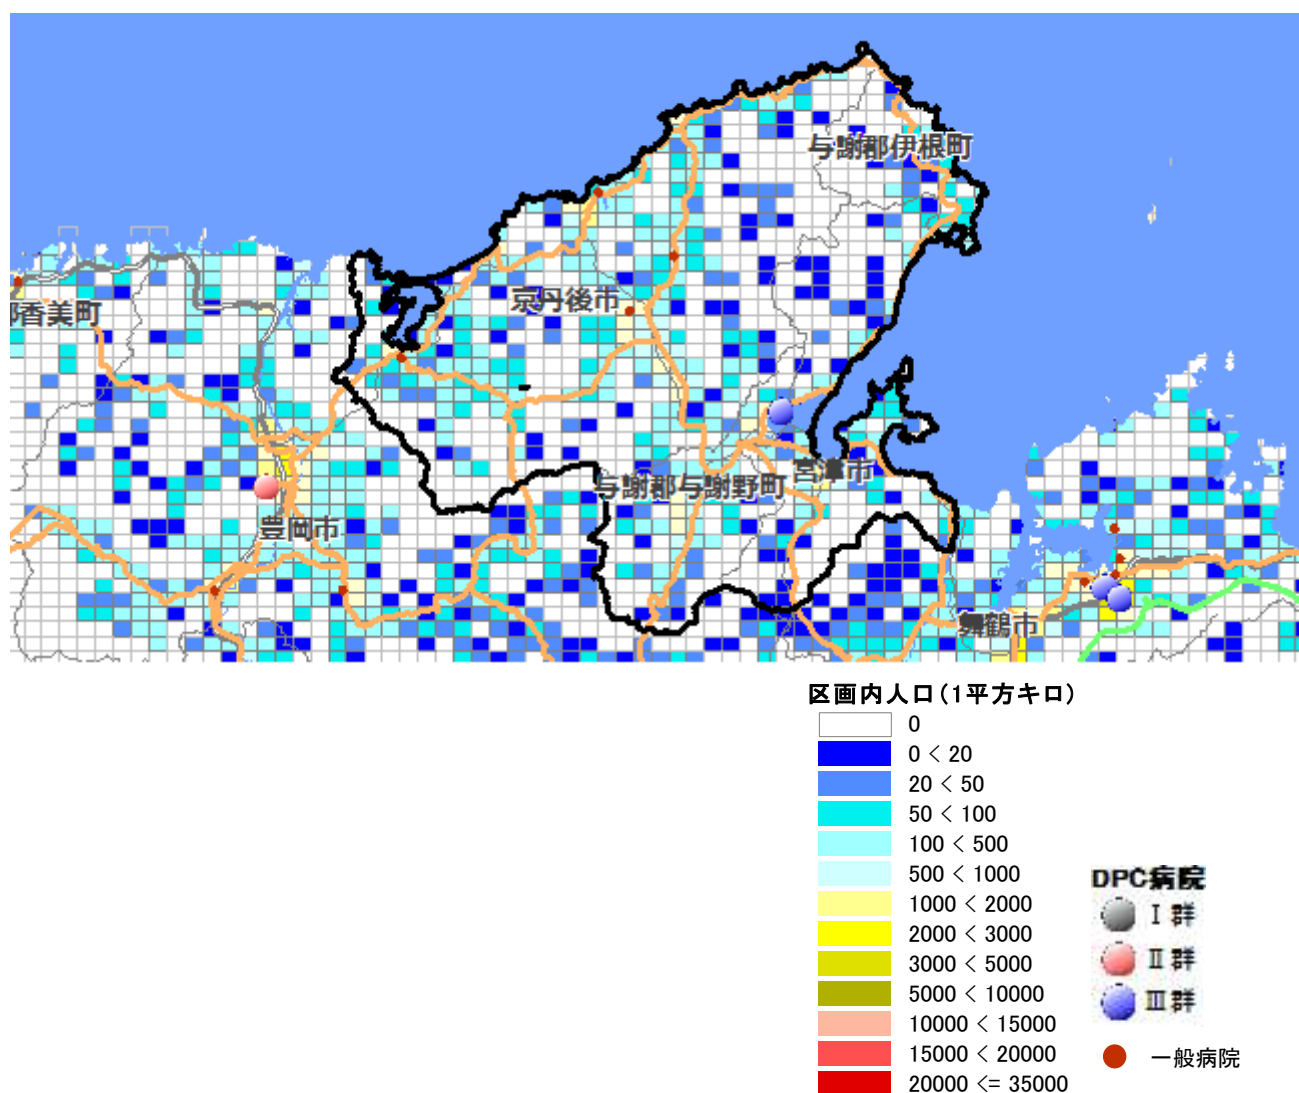 与謝郡伊根町
京丹後市
郡香美町
与謝郡与謝野町
宮津市
豊岡市
舞鶴市
区画内人口(1平方キロ)
0
0 < 20
20 < 50
50 < 100
100 < 500
500 < 1000
1000 < 2000
2000 < 3000
3000 < 5000
5000 < 10000
10000 < 15000
15000 < 20000
20000 <= 35000
DPC病院
Ⅰ群
Ⅱ群
Ⅲ群
一般病院